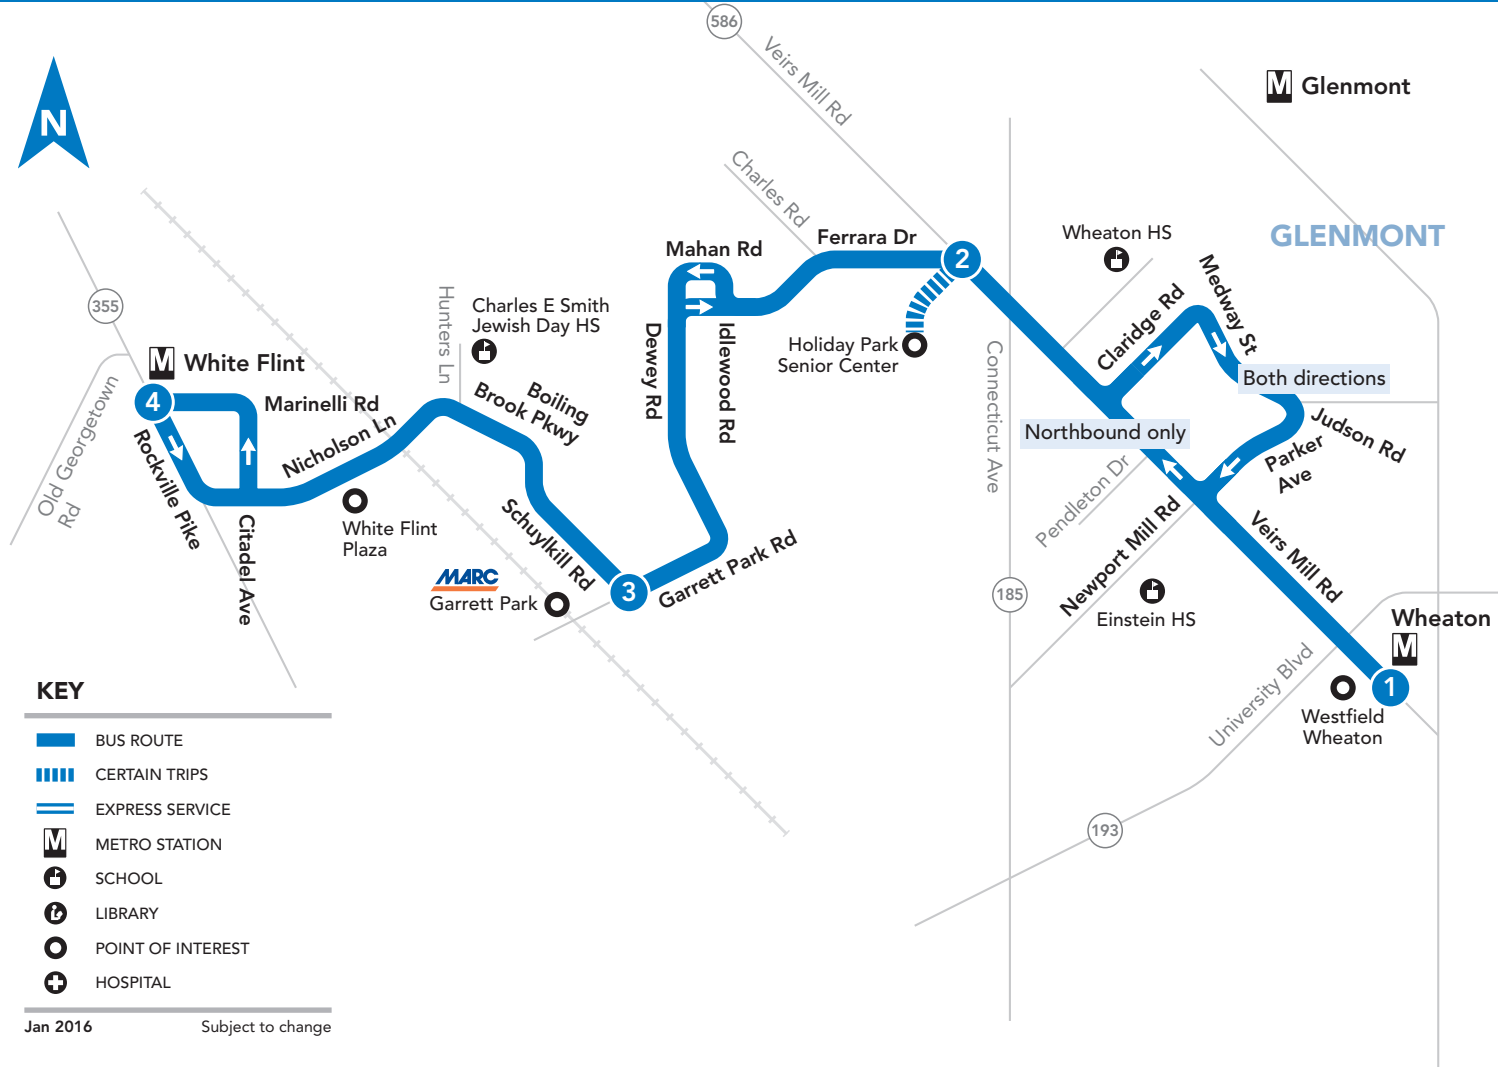 586
Veirs Mill Rd
M Glenmont
N
Charles Rd
Wheaton HS
GLENMONT
Ferrara Dr
2
Mahan Rd
Medway St
Claridge Rd
355
Hunters Ln
Charles E Smith
Jewish Day HS
Dewey Rd
Idlewood Rd
Holiday Park
Senior Center
Connecticut Ave
M White Flint
Both directions
4
Marinelli Rd
Boiling
Brook Pkwy
Old Georgetown
Rd
Nicholson Ln
Northbound only
Judson Rd
Parker
Ave
Rockville Pike
Pendleton Dr
White Flint
Plaza
Citadel Ave
Schuylkill Rd
Newport Mill Rd
Veirs Mill Rd
MARC
Garrett Park
3
Garrett Park Rd
185
Einstein HS
Wheaton
M
1
University Blvd
Westfield
Wheaton
193
KEY
BUS ROUTE
CERTAIN TRIPS
EXPRESS SERVICE
M METRO STATION
SCHOOL
LIBRARY
POINT OF INTEREST
HOSPITAL
Jan 2016 Subject to change